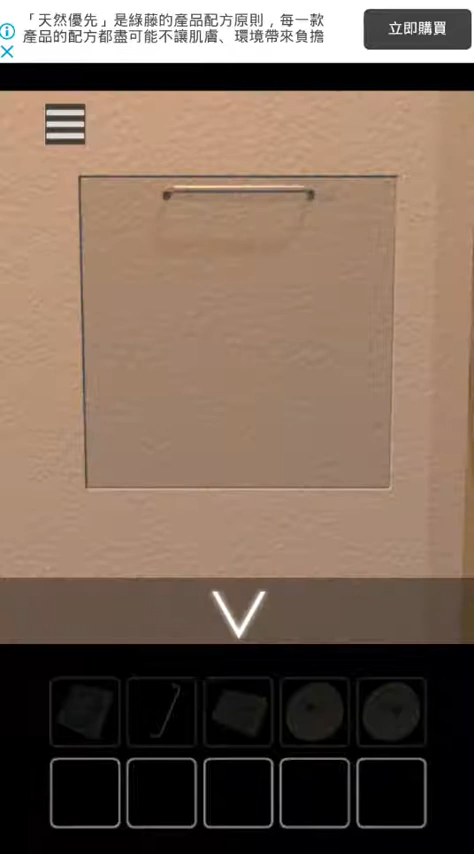 「天然優先」是綠藤的產品配方原則，每一款
產品的配方都盡可能不讓肌膚、環境帶來負擔
立即購買